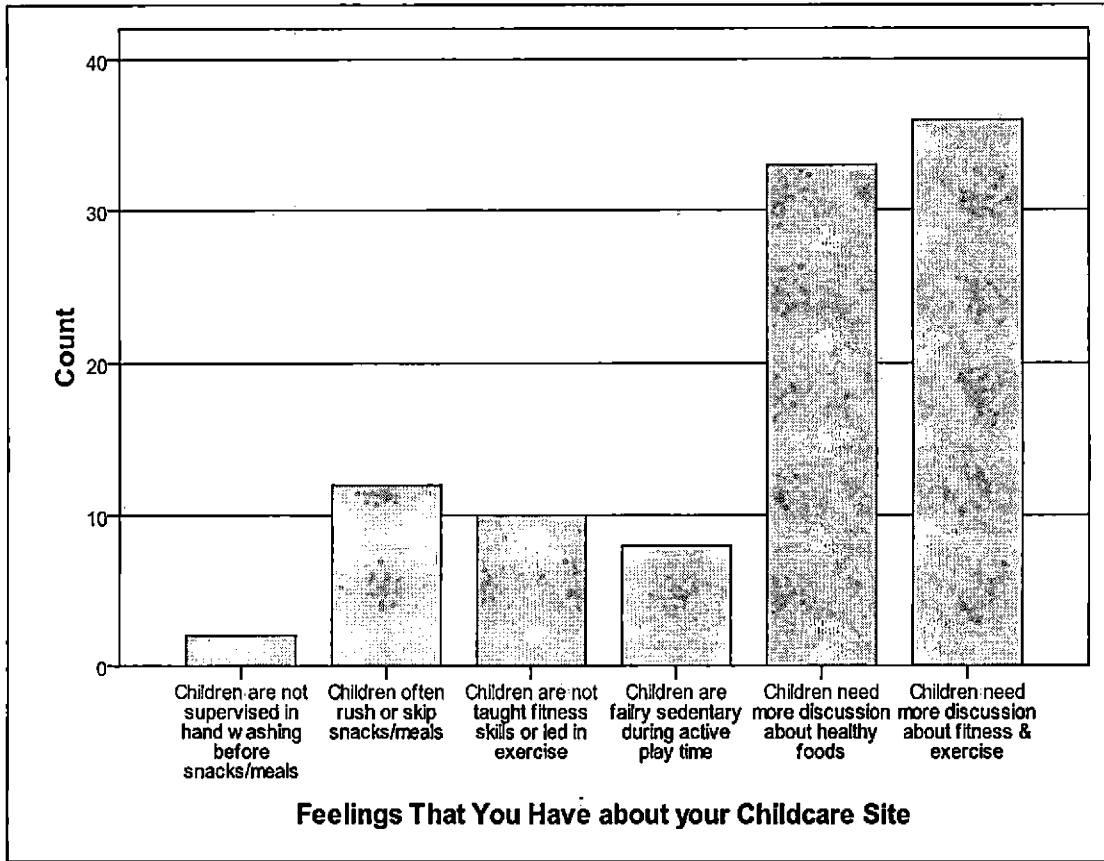 40
30
20
10
0
Count
Children are not
supervised in
hand washing
before
snacks/meals
Children often
rush or skip
snacks/meals
Children are not
taught fitness
skills or led in
exercise
Children are
failry sedentary
during active
play time
Children need
more discussion
about healthy
foods
Children need
more discussion
about fitness &
exercise
Feelings That You Have about your Childcare Site